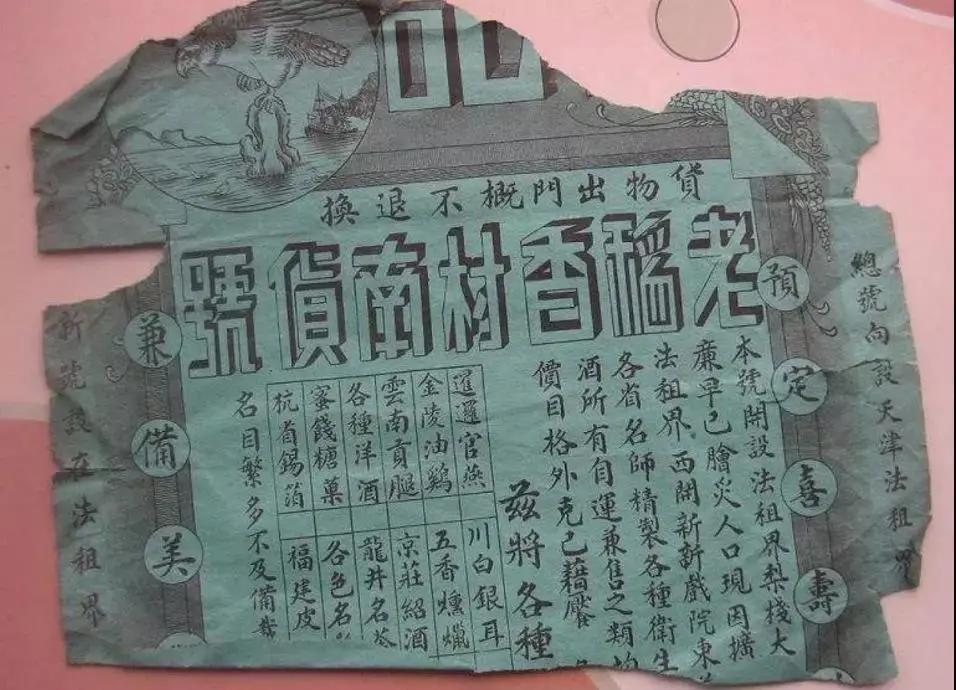 貨物出門概不退換
老稻香村南貨號
總號向設天津法租界
預定喜壽
本號開設法租界梨棧大
廉早已膾災人口現因擴
法租界西開新新戲院東
各省名師精製各種衛生
酒所有自運兼售之類均
價目格外克己藉饜
茲將各種
暹邏官燕 川白銀耳
金陵油鷄 五香燻臘
雲南貢腿 京莊紹酒
各種洋酒 龍井名茶
蜜餞糖菓 各色名
杭省錫箔 福建皮
名目繁多不及備載
兼備美
新號設在法租界